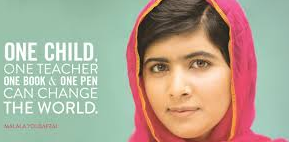 ONE CHILD,
ONE TEACHER
ONE BOOK & ONE PEN
CAN CHANGE
THE WORLD.
MALALA YOUSAFZAI